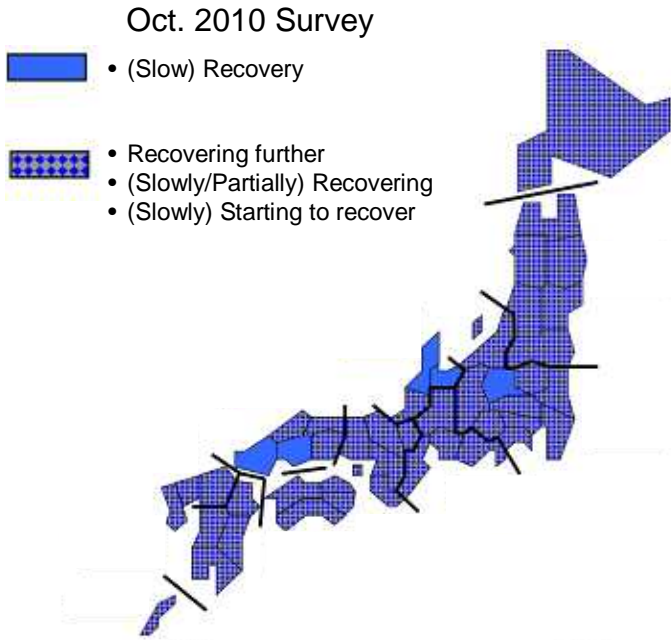 Oct. 2010 Survey
• (Slow) Recovery
• Recovering further
• (Slowly/Partially) Recovering
• (Slowly) Starting to recover